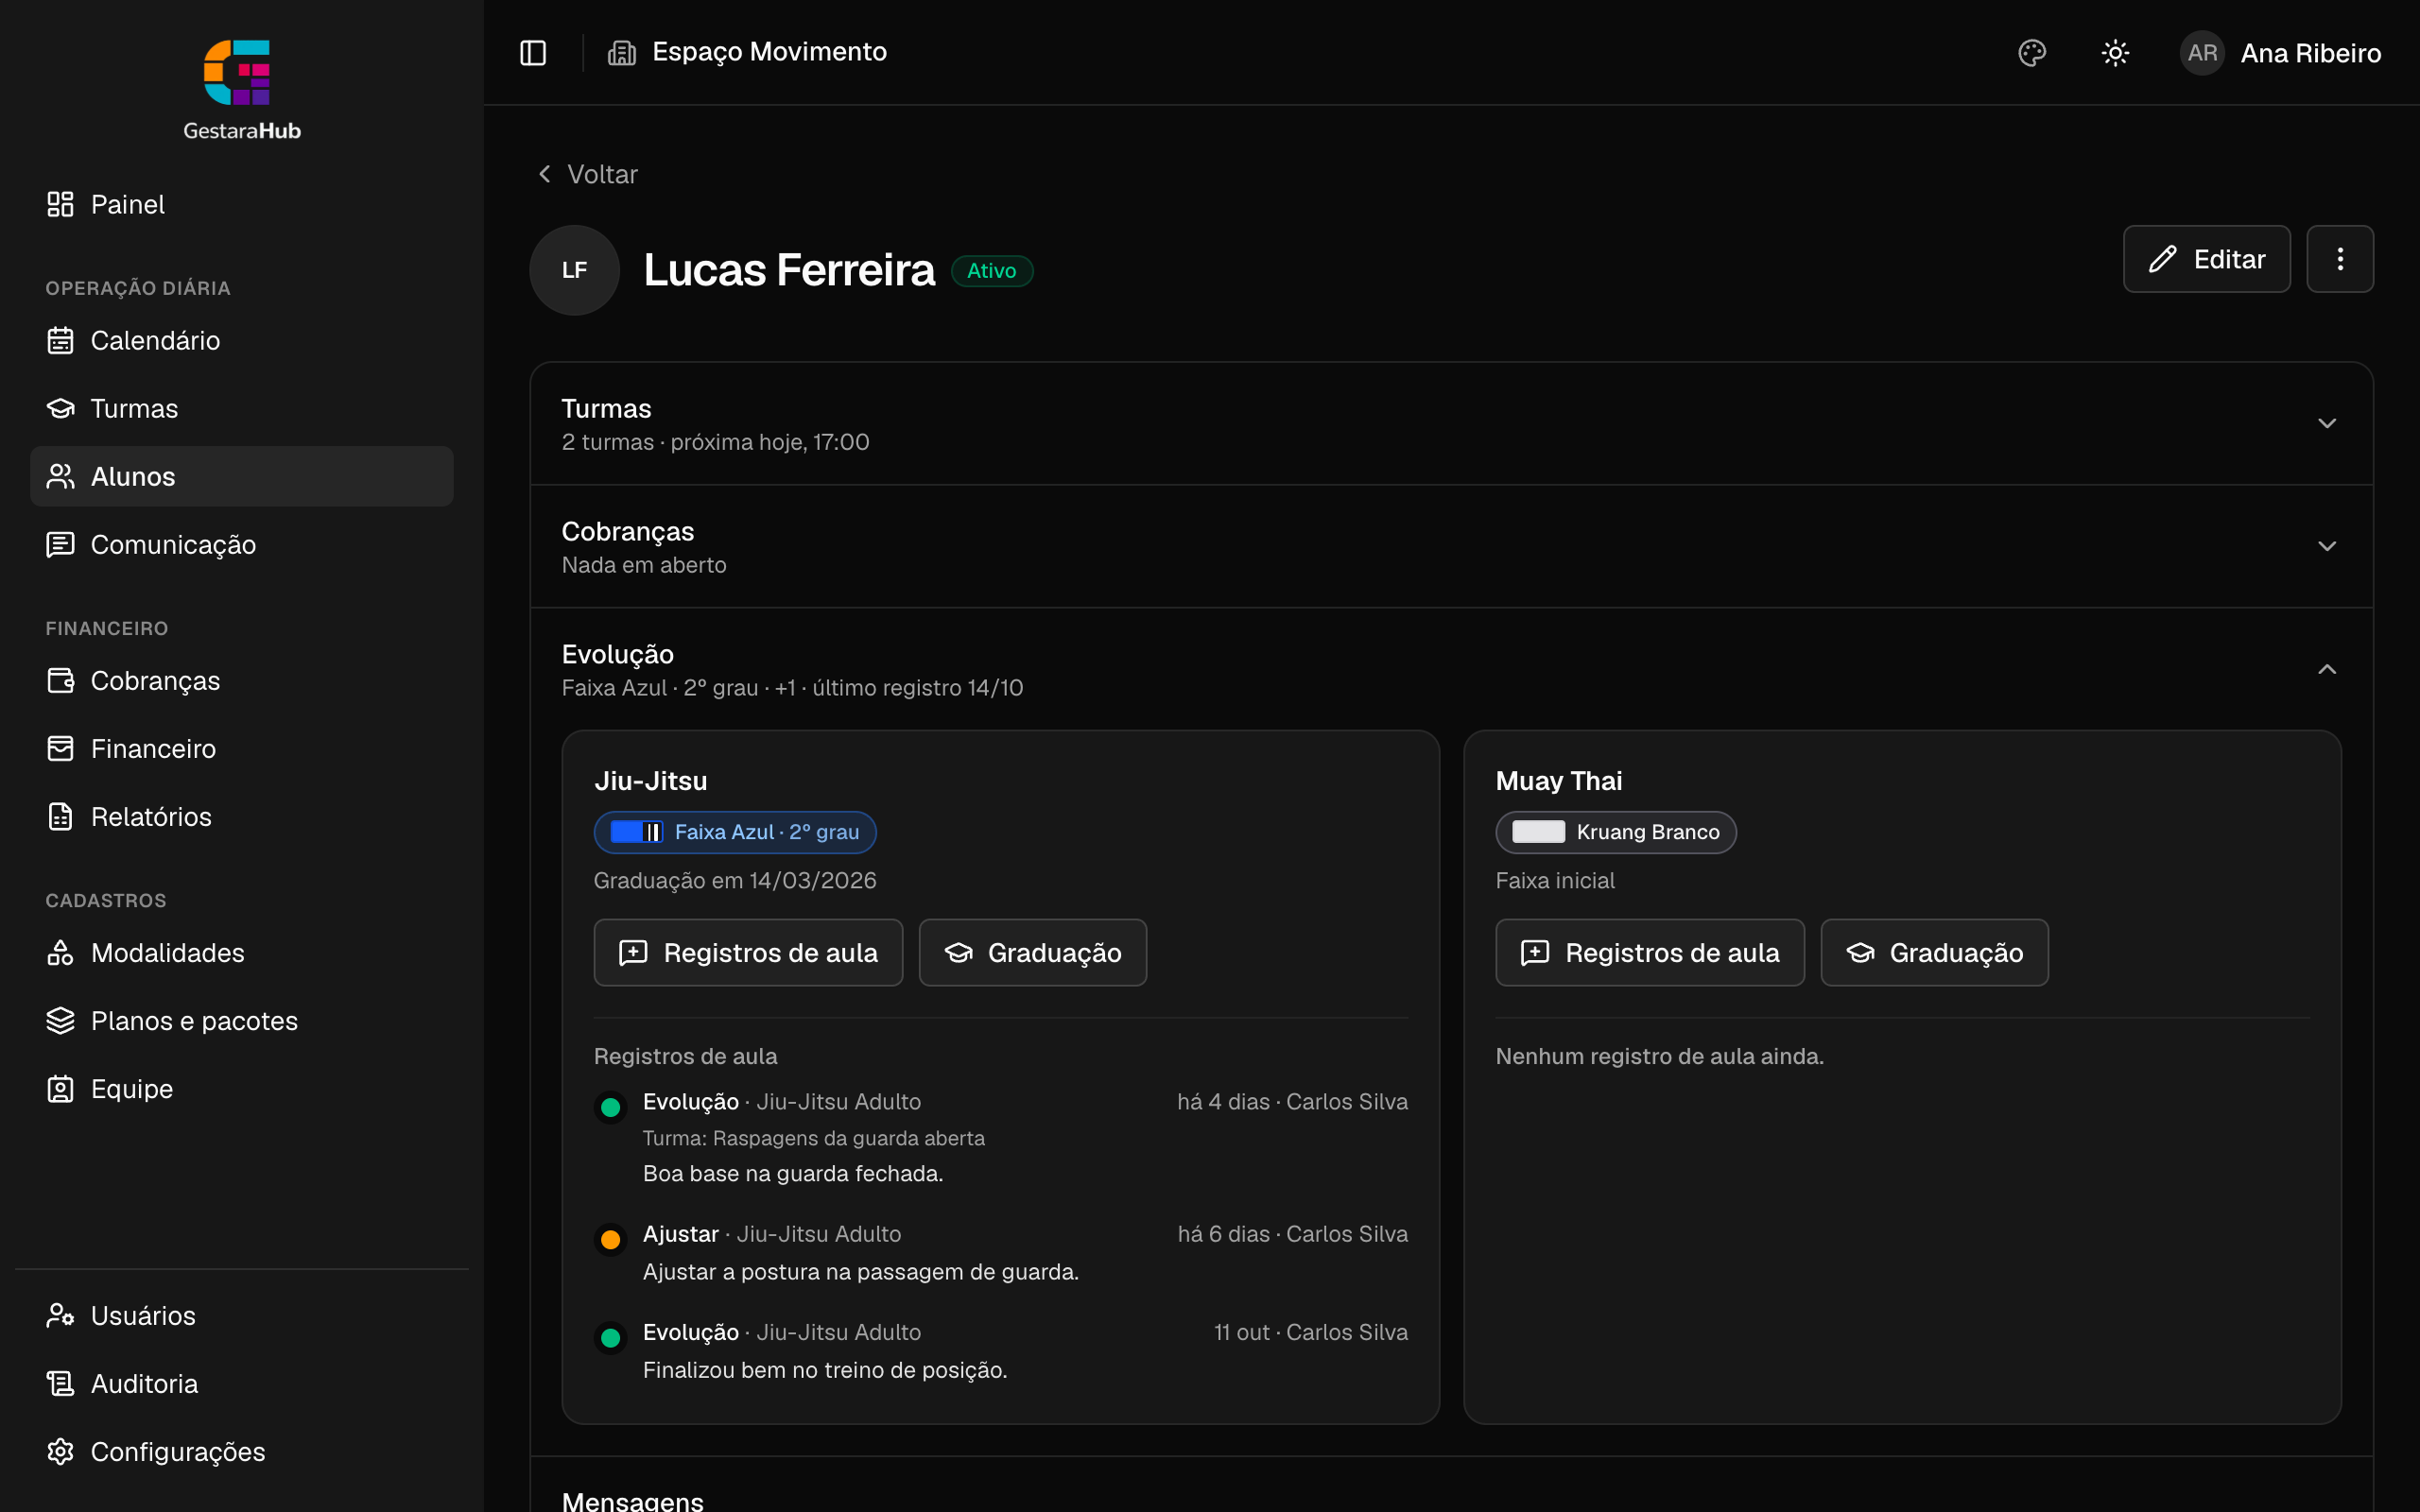 GestaraHub
Painel
OPERAÇÃO DIÁRIA
Calendário
Turmas
Alunos
Comunicação
FINANCEIRO
Cobranças
Financeiro
Relatórios
CADASTROS
Modalidades
Planos e pacotes
Equipe
Usuários
Auditoria
Configurações
Espaço Movimento
AR Ana Ribeiro
Voltar
LF Lucas Ferreira Ativo
Editar
Turmas
2 turmas · próxima hoje, 17:00
Cobranças
Nada em aberto
Evolução
Faixa Azul · 2º grau · +1 · último registro 14/10
Jiu-Jitsu
Faixa Azul · 2º grau
Graduação em 14/03/2026
Registros de aula Graduação
Registros de aula
Evolução · Jiu-Jitsu Adulto há 4 dias · Carlos Silva
Turma: Raspagens da guarda aberta
Boa base na guarda fechada.
Ajustar · Jiu-Jitsu Adulto há 6 dias · Carlos Silva
Ajustar a postura na passagem de guarda.
Evolução · Jiu-Jitsu Adulto 11 out · Carlos Silva
Finalizou bem no treino de posição.
Muay Thai
Kruang Branco
Faixa inicial
Registros de aula Graduação
Nenhum registro de aula ainda.
Mensagens